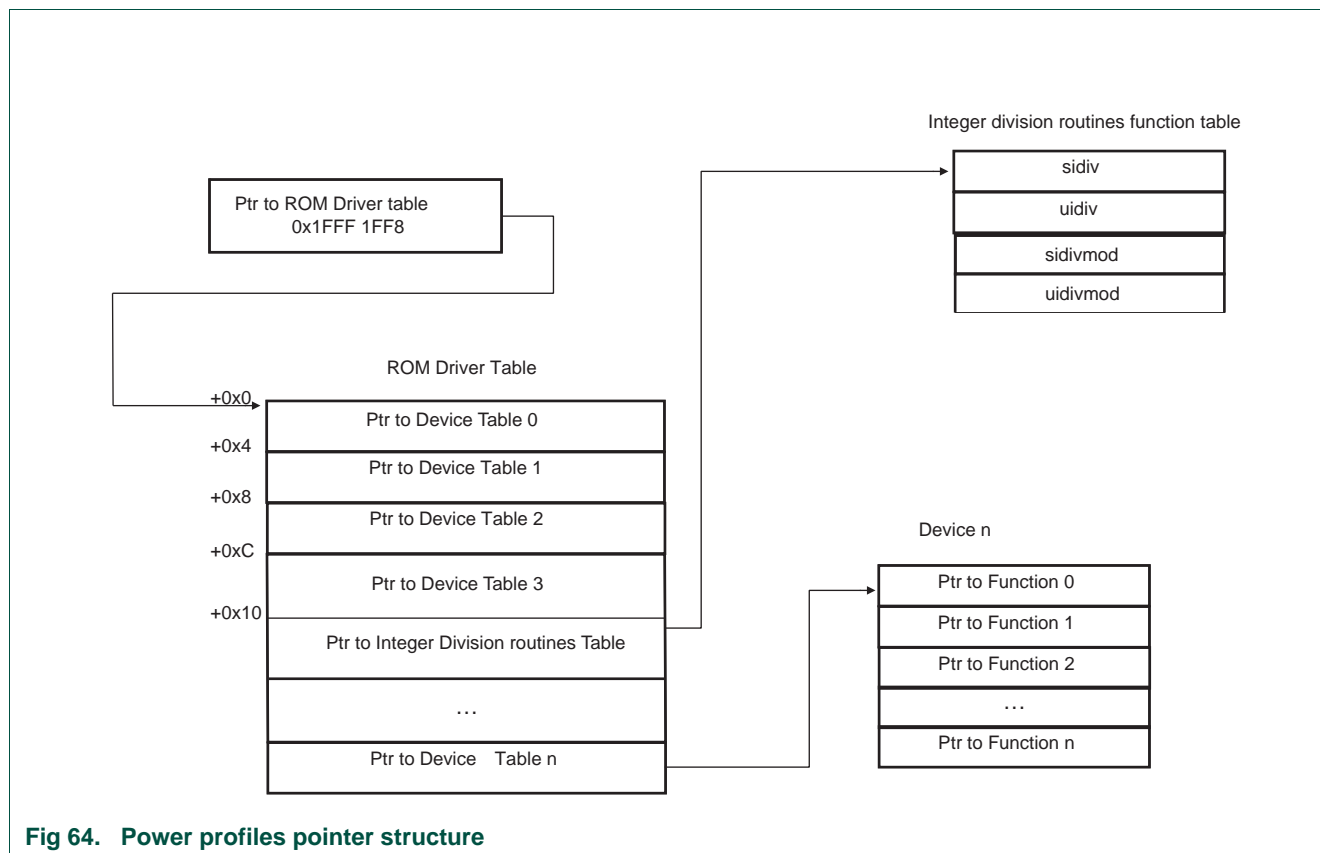 Integer division routines function table
sidiv
uidiv
sidivmod
uidivmod
Ptr to ROM Driver table
0x1FFF 1FF8
ROM Driver Table
+0x0
Ptr to Device Table 0
+0x4
Ptr to Device Table 1
+0x8
Ptr to Device Table 2
+0xC
Ptr to Device Table 3
+0x10
Ptr to Integer Division routines Table
…
Ptr to Device Table n
Device n
Ptr to Function 0
Ptr to Function 1
Ptr to Function 2
…
Ptr to Function n
Fig 64. Power profiles pointer structure